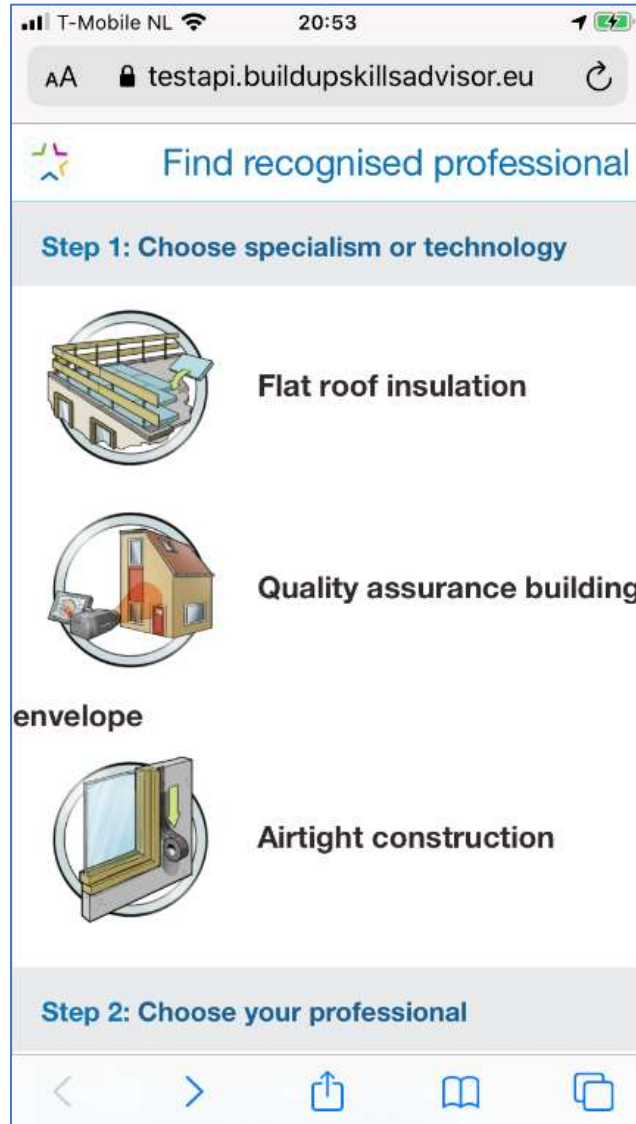 T-Mobile NL 20:53
AA testapi.buildupskillsadvisor.eu
Find recognised professional
Step 1: Choose specialism or technology
Flat roof insulation
Quality assurance building
envelope
Airtight construction
Step 2: Choose your professional